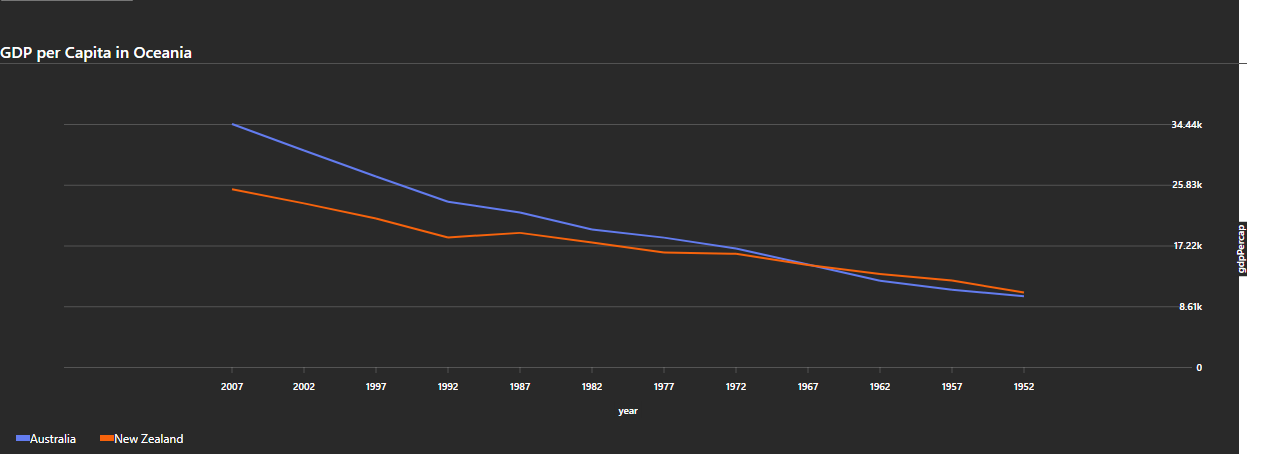 GDP per Capita in Oceania
34.44k
25.83k
17.22k
8.61k
0
gdpPercap
2007 2002 1997 1992 1987 1982 1977 1972 1967 1962 1957 1952
year
Australia New Zealand